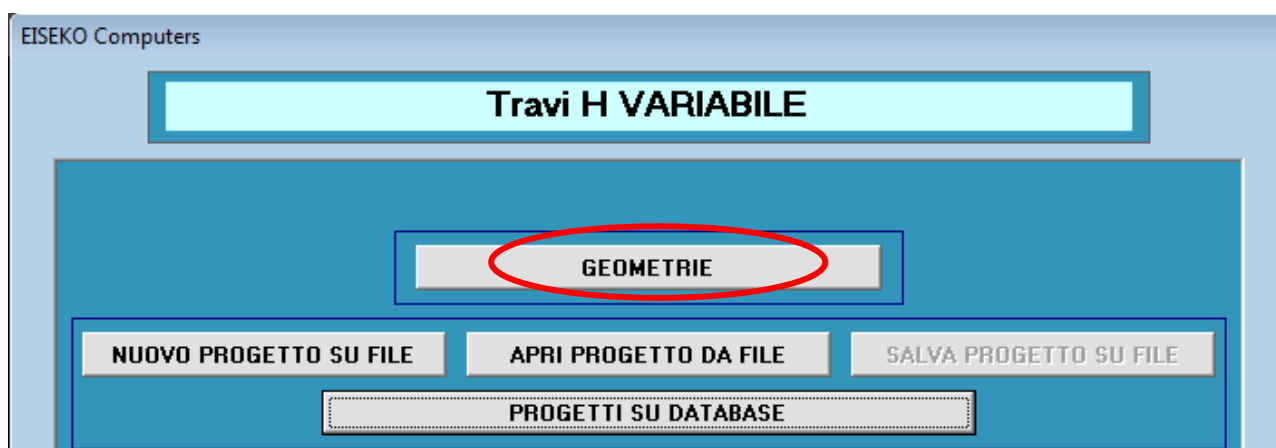 EISEKO Computers
Travi H VARIABILE
GEOMETRIE
NUOVO PROGETTO SU FILE APRI PROGETTO DA FILE SALVA PROGETTO SU FILE
PROGETTI SU DATABASE